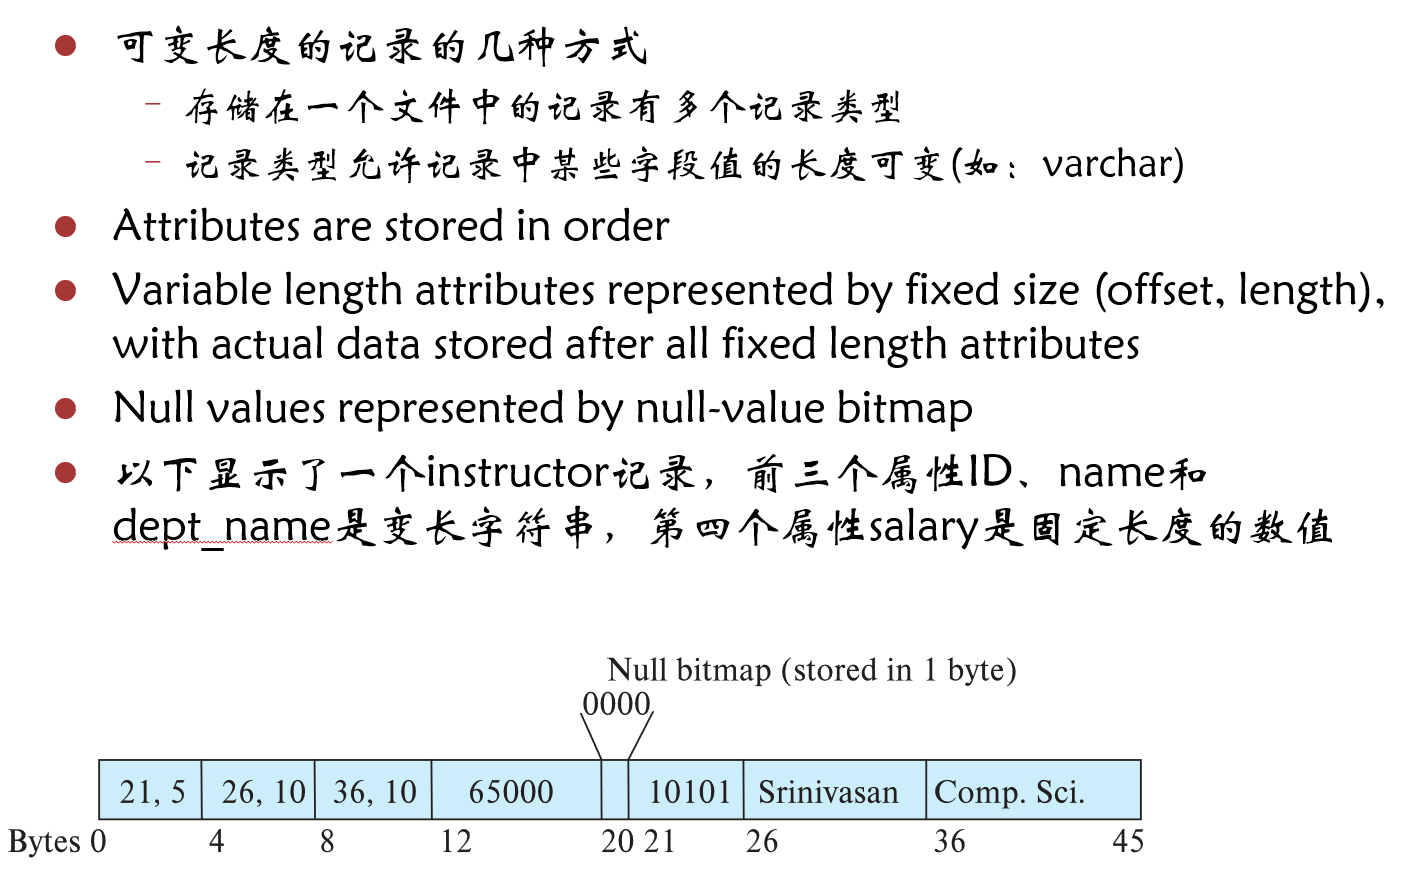 可变长度的记录的几种方式
– 存储在一个文件中的记录有多个记录类型
– 记录类型允许记录中某些字段值的长度可变(如：varchar)
Attributes are stored in order
Variable length attributes represented by fixed size (offset, length),
with actual data stored after all fixed length attributes
Null values represented by null-value bitmap
以下显示了一个instructor记录，前三个属性ID、name和
dept_name是变长字符串，第四个属性salary是固定长度的数值
Null bitmap (stored in 1 byte)
0000
21, 5 26, 10 36, 10 65000 10101 Srinivasan Comp. Sci.
Bytes 0 4 8 12 20 21 26 36 45